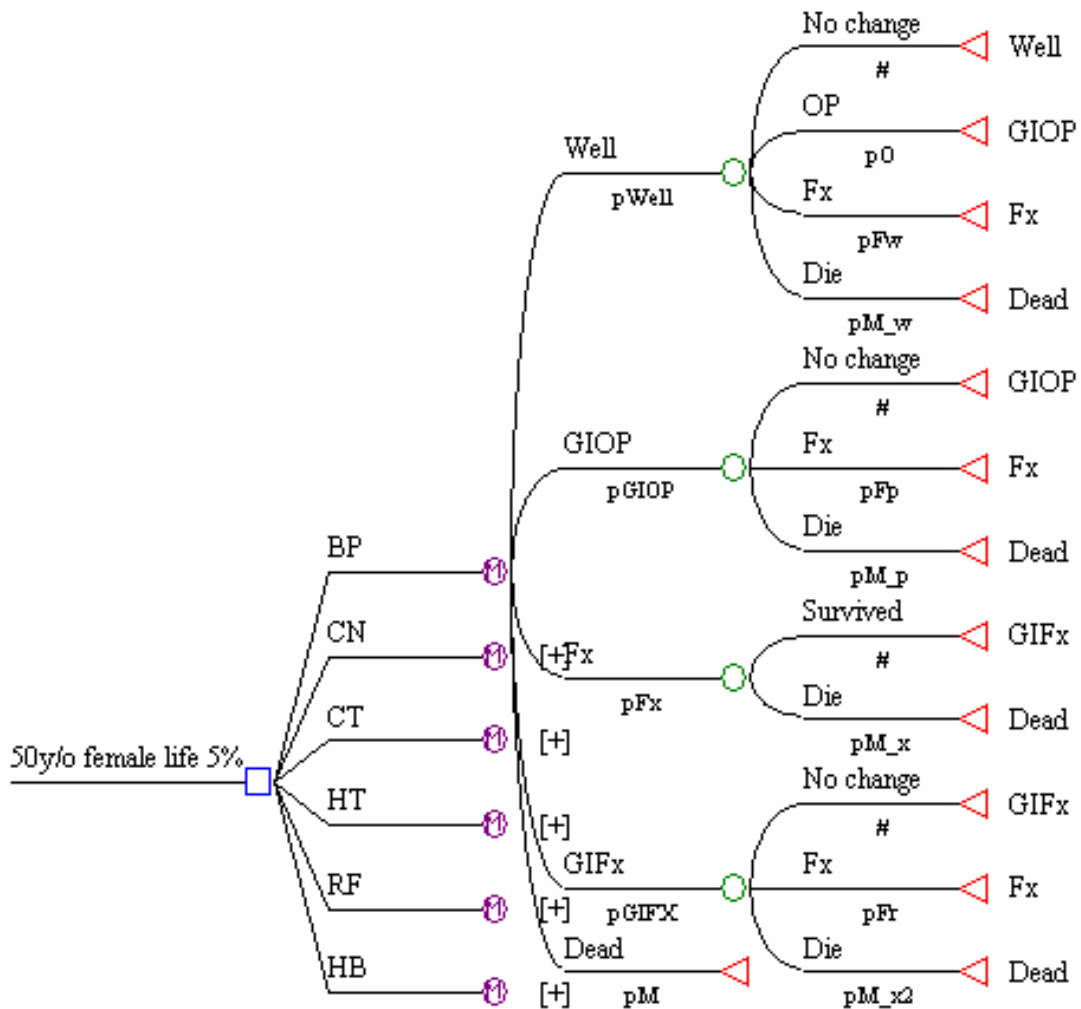 No change
Well
#
OP
GIOP
pO
Well
pWell
Fx
Fx
pFw
Die
Dead
pM_w
No change
GIOP
#
GIOP
pGIOP
Fx
Fx
pFp
Die
Dead
pM_p
BP
M
Survived
GIFx
#
CN
M
[+]
Fx
pFx
Die
Dead
pM_x
CT
M
[+]
50y/o female life 5%
No change
GIFx
#
HT
M
[+]
GIFx
pGIFX
Fx
Fx
pFr
RF
M
[+]
Dead
pM
Die
Dead
pM_x2
HB
M
[+]